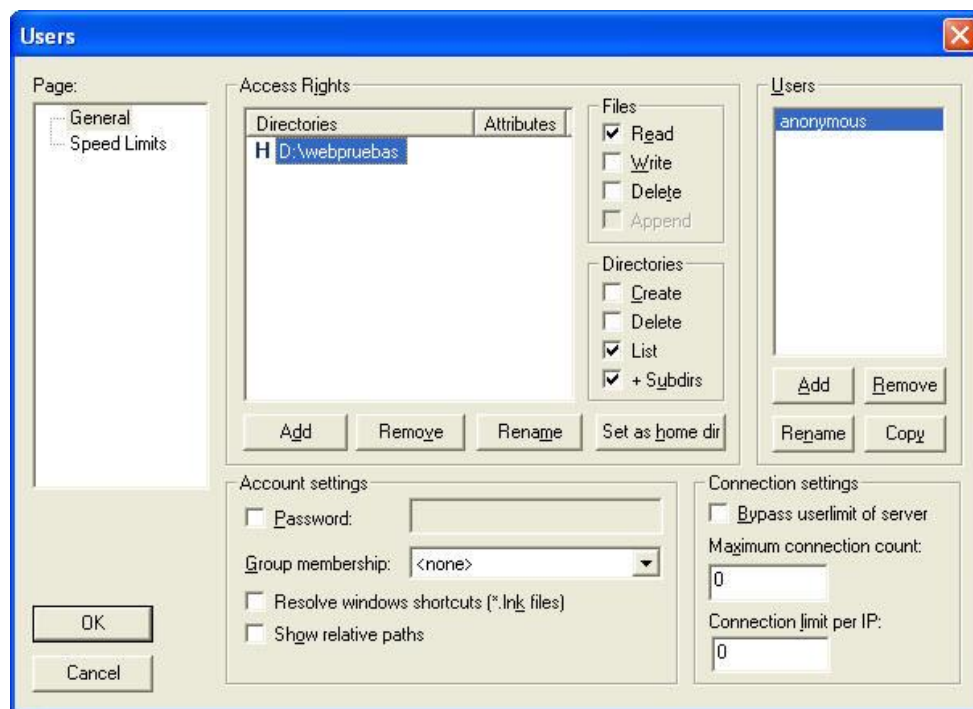 Users
Page:
General
Speed Limits
Access Rights
Directories Attributes
H D:\webpruebas
Files
Read
Write
Delete
Append
Directories
Create
Delete
List
+ Subdirs
Add Remove Rename Set as home dir
Users
anonymous
Add Remove
Rename Copy
Account settings
Password:
Group membership: <none>
Resolve windows shortcuts (*.lnk files)
Show relative paths
Connection settings
Bypass userlimit of server
Maximum connection count:
0
Connection limit per IP:
0
OK
Cancel